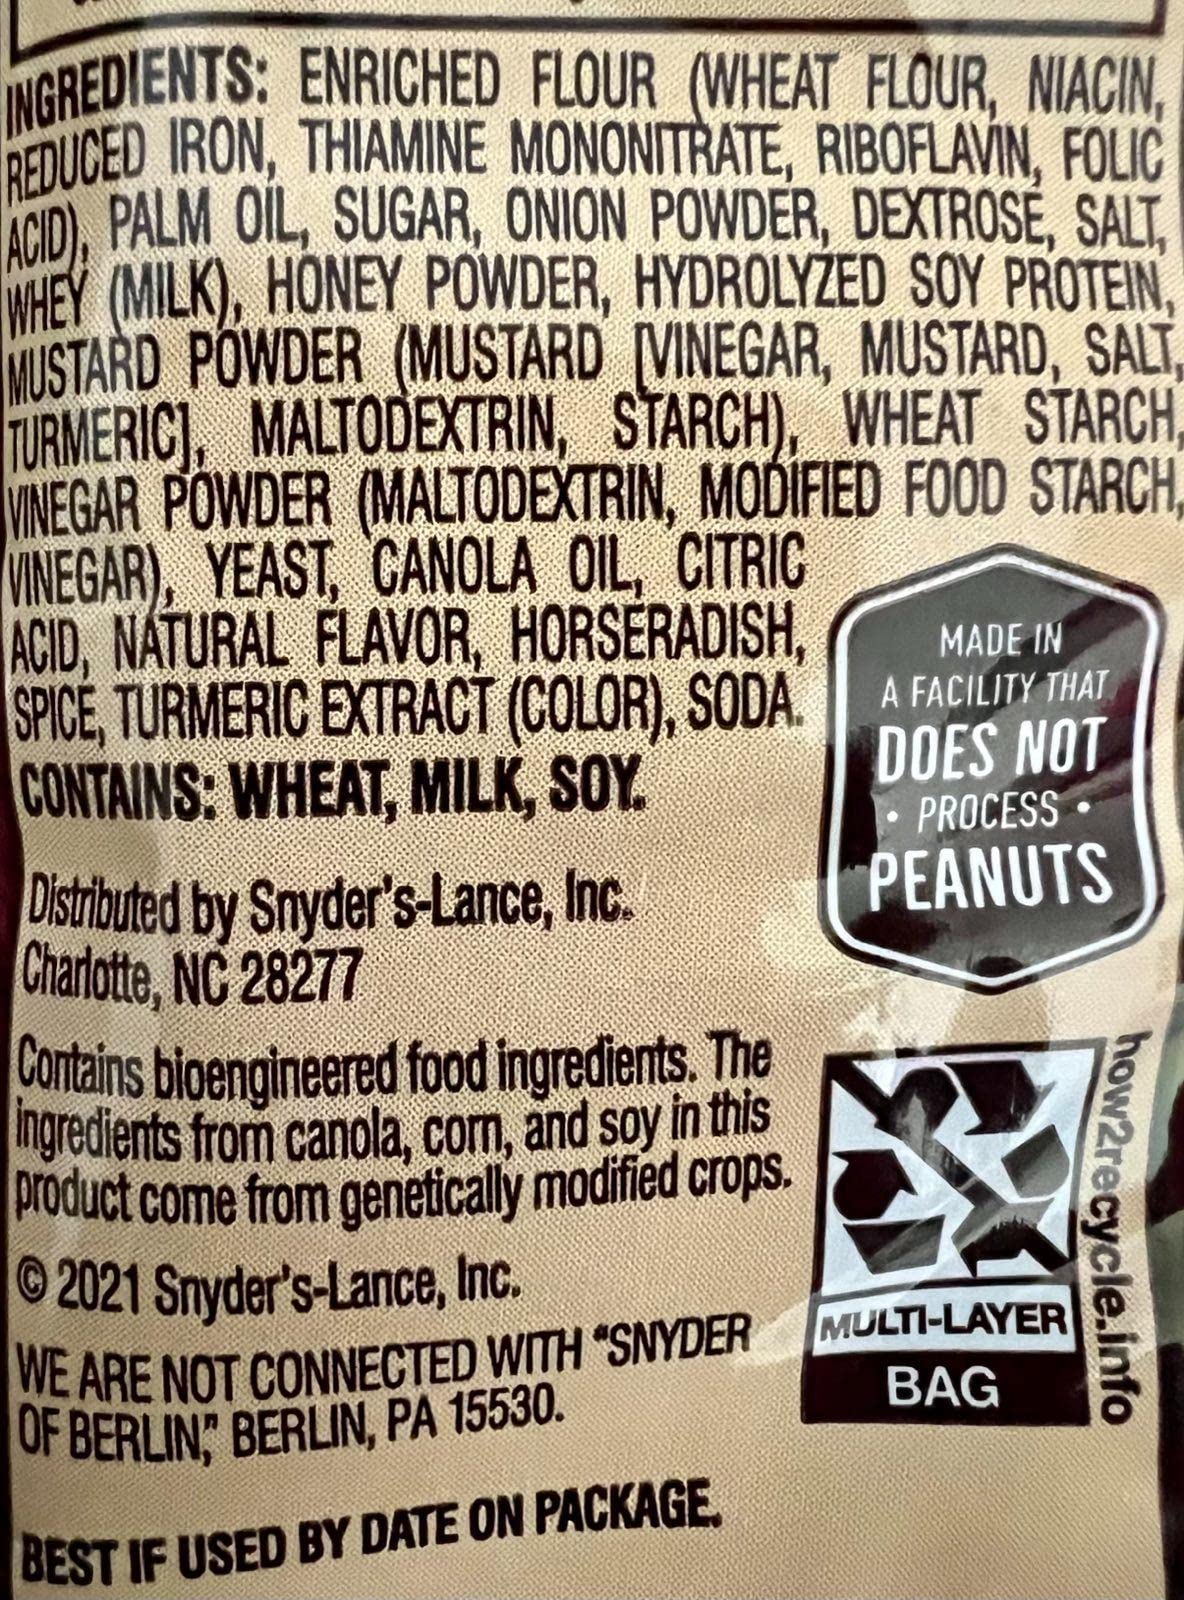 INGREDIENTS: ENRICHED FLOUR (WHEAT FLOUR, NIACIN,
REDUCED IRON, THIAMINE MONONITRATE, RIBOFLAVIN, FOLIC
ACID), PALM OIL, SUGAR, ONION POWDER, DEXTROSE, SALT,
WHEY (MILK), HONEY POWDER, HYDROLYZED SOY PROTEIN,
MUSTARD POWDER (MUSTARD [VINEGAR, MUSTARD, SALT,
TURMERIC], MALTODEXTRIN, STARCH), WHEAT STARCH,
VINEGAR POWDER (MALTODEXTRIN, MODIFIED FOOD STARCH,
VINEGAR), YEAST, CANOLA OIL, CITRIC
ACID, NATURAL FLAVOR, HORSERADISH,
SPICE, TURMERIC EXTRACT (COLOR), SODA.
CONTAINS: WHEAT, MILK, SOY.
MADE IN
A FACILITY THAT
DOES NOT
• PROCESS •
PEANUTS
Distributed by Snyder's-Lance, Inc.
Charlotte, NC 28277
Contains bioengineered food ingredients. The
ingredients from canola, corn, and soy in this
product come from genetically modified crops.
© 2021 Snyder's-Lance, Inc.
WE ARE NOT CONNECTED WITH "SNYDER
OF BERLIN," BERLIN, PA 15530.
BEST IF USED BY DATE ON PACKAGE.
MULTI-LAYER
BAG
how2recycle.info